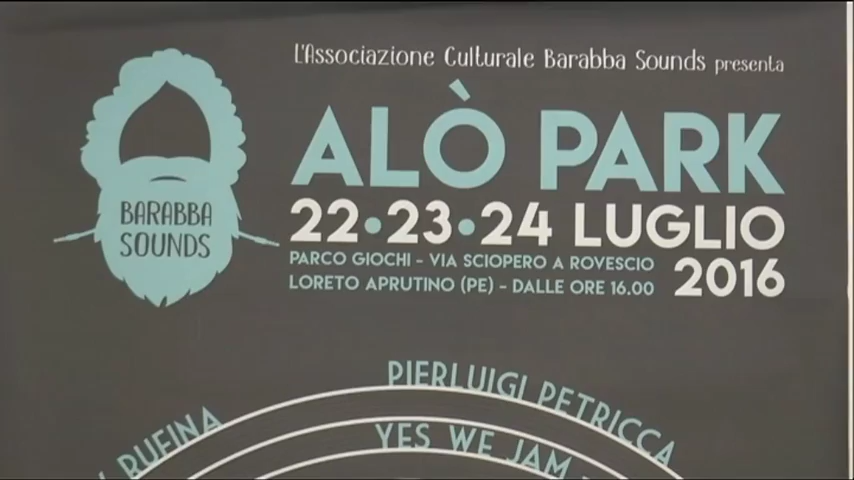 L'Associazione Culturale Barabba Sounds presenta
ALÒ PARK
22•23•24 LUGLIO
2016
PARCO GIOCHI - VIA SCIOPERO A ROVESCIO
LORETO APRUTINO (PE) - DALLE ORE 16.00
BARABBA
SOUNDS
PIERLUIGI PETRICCA
RUFINA
YES WE JAM